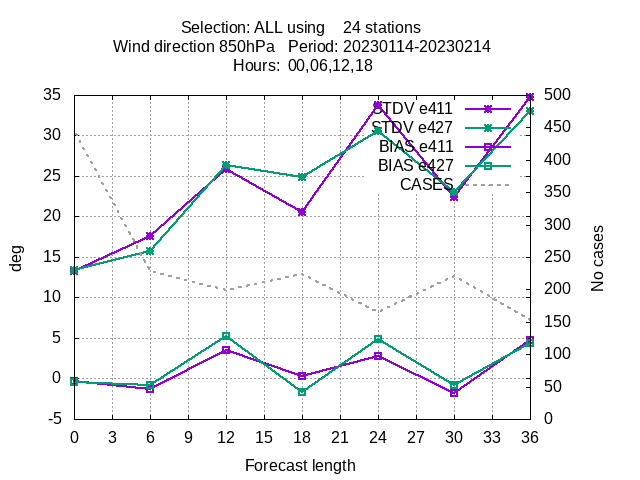 Selection: ALL using 24 stations
Wind direction 850hPa Period: 20230114-20230214
Hours: 00,06,12,18
STDV e411
STDV e427
BIAS e411
BIAS e427
CASES
deg
35
30
25
20
15
10
5
0
-5
500
450
400
350
300
250
200
150
100
50
0
No cases
0 3 6 9 12 15 18 21 24 27 30 33 36
Forecast length